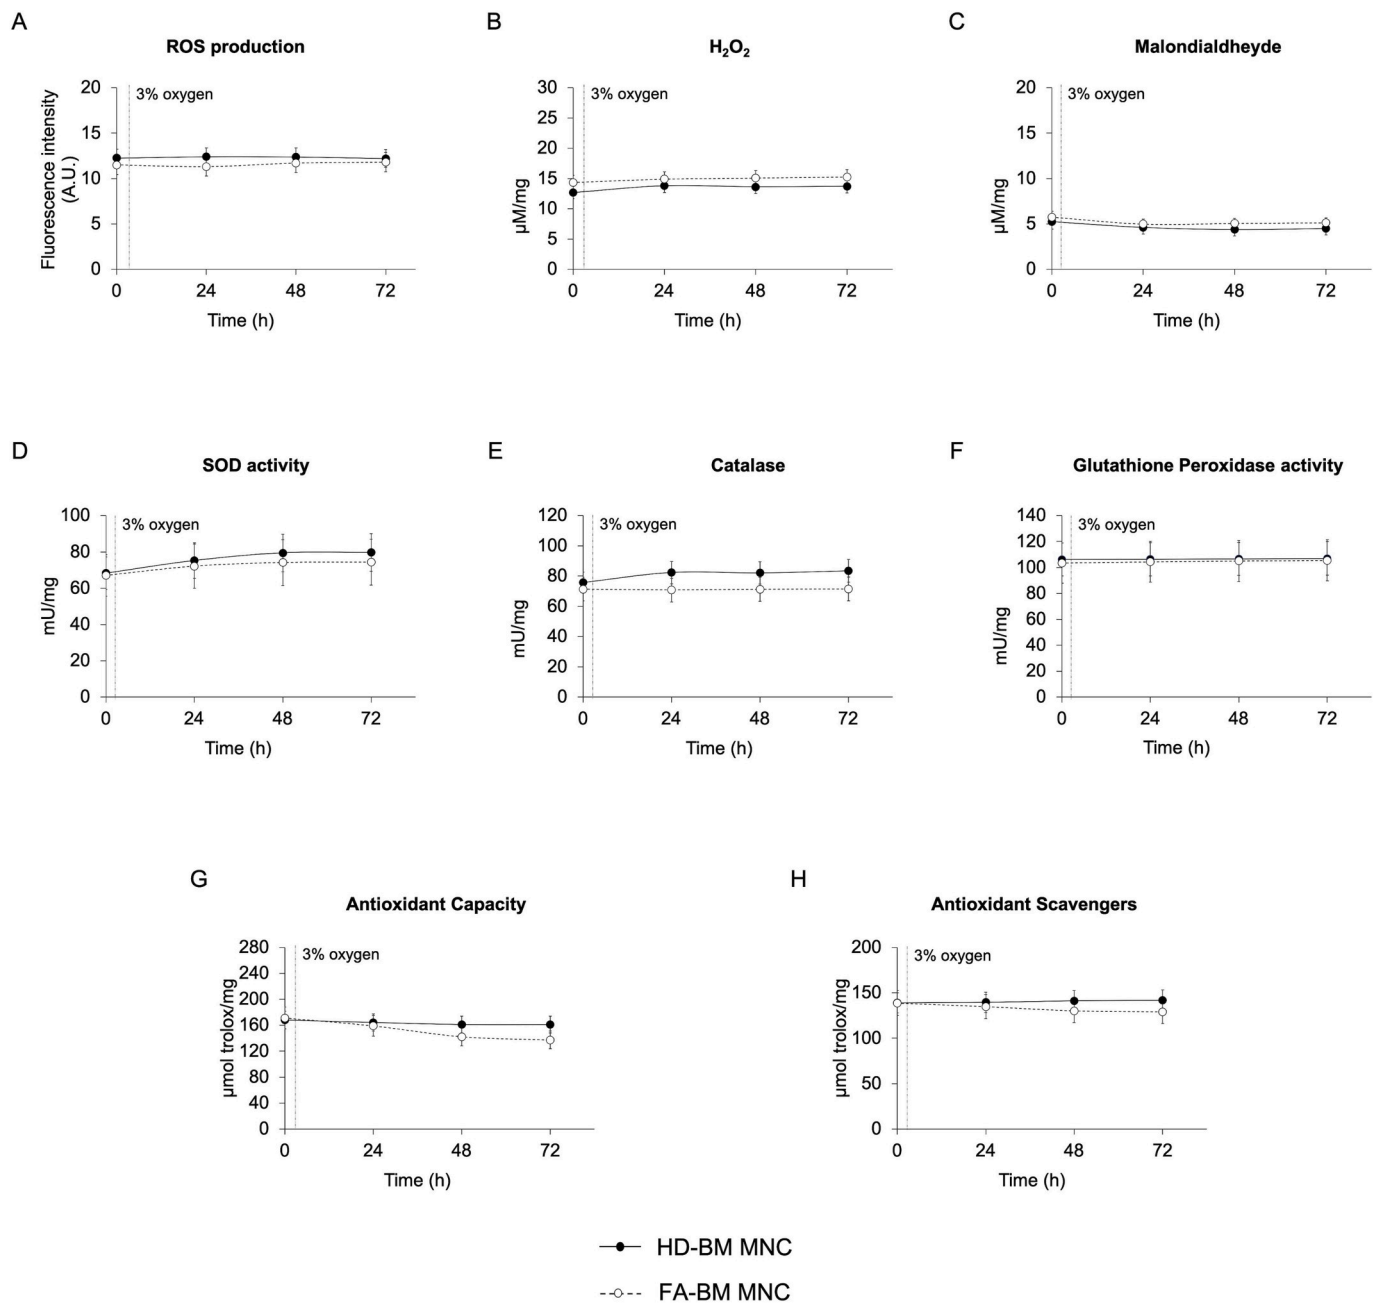 A
ROS production
Fluorescence intensity
(A.U.)
20
15
10
5
0
3% oxygen
0 24 48 72
Time (h)
B
H₂O₂
µM/mg
30
25
20
15
10
5
0
3% oxygen
0 24 48 72
Time (h)
C
Malondialdheyde
µM/mg
20
15
10
5
0
3% oxygen
0 24 48 72
Time (h)
D
SOD activity
mU/mg
100
80
60
40
20
0
3% oxygen
0 24 48 72
Time (h)
E
Catalase
mU/mg
120
100
80
60
40
20
0
3% oxygen
0 24 48 72
Time (h)
F
Glutathione Peroxidase activity
mU/mg
140
120
100
80
60
40
20
0
3% oxygen
0 24 48 72
Time (h)
G
Antioxidant Capacity
µmol trolox/mg
280
240
200
160
120
80
40
0
3% oxygen
0 24 48 72
Time (h)
H
Antioxidant Scavengers
µmol trolox/mg
200
150
100
50
0
3% oxygen
0 24 48 72
Time (h)
HD-BM MNC
FA-BM MNC